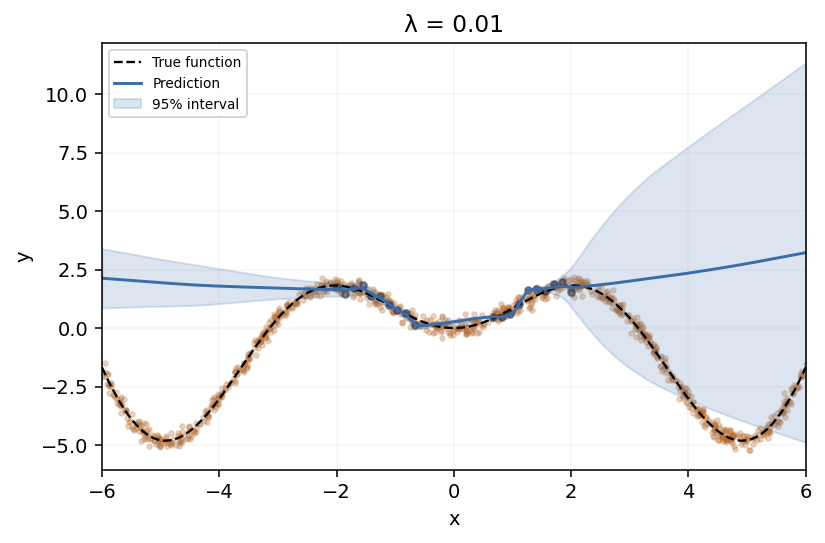 λ = 0.01
True function
Prediction
95% interval
y
10.0
7.5
5.0
2.5
0.0
−2.5
−5.0
−6 −4 −2 0 2 4 6
x